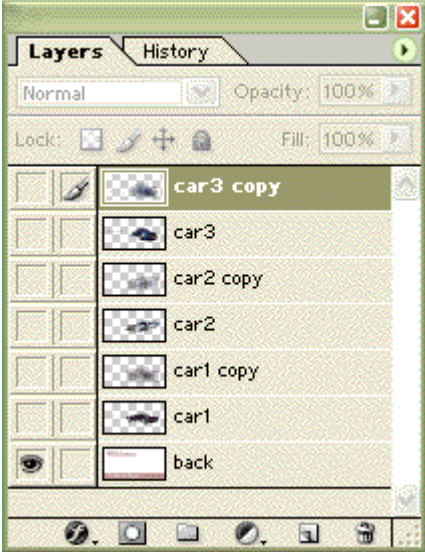 Layers History
Normal Opacity: 100%
Lock: Fill: 100%
car3 copy
car3
car2 copy
car2
car1 copy
car1
back